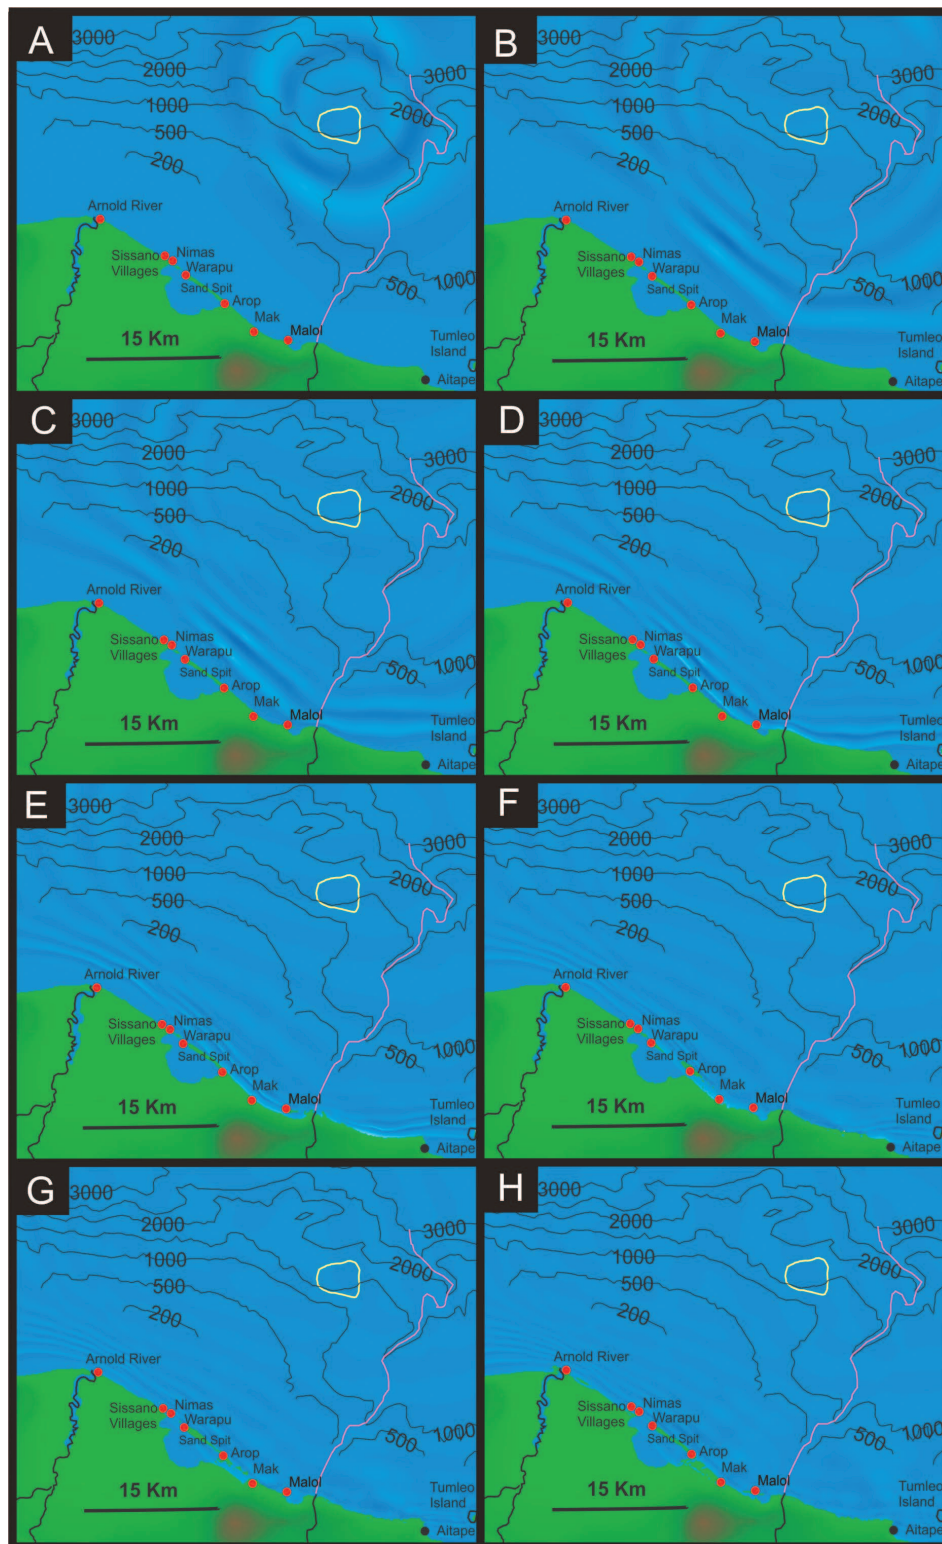 A
3000
2000
1000
500
200
3000
2000
Arnold River
Sissano
Villages
Nimas
Warapu
Sand Spit
Arop
Mak
Malol
500
1000
Tumleo
Island
Aitape
15 Km
B
3000
2000
1000
500
200
3000
2000
Arnold River
Sissano
Villages
Nimas
Warapu
Sand Spit
Arop
Mak
Malol
500
1000
Tumleo
Island
Aitape
15 Km
C
3000
2000
1000
500
200
3000
2000
Arnold River
Sissano
Villages
Nimas
Warapu
Sand Spit
Arop
Mak
Malol
500
1000
Tumleo
Island
Aitape
15 Km
D
3000
2000
1000
500
200
3000
2000
Arnold River
Sissano
Villages
Nimas
Warapu
Sand Spit
Arop
Mak
Malol
500
1000
Tumleo
Island
Aitape
15 Km
E
3000
2000
1000
500
200
3000
2000
Arnold River
Sissano
Villages
Nimas
Warapu
Sand Spit
Arop
Mak
Malol
500
1000
Tumleo
Island
Aitape
15 Km
F
3000
2000
1000
500
200
3000
2000
Arnold River
Sissano
Villages
Nimas
Warapu
Sand Spit
Arop
Mak
Malol
500
1000
Tumleo
Island
Aitape
15 Km
G
3000
2000
1000
500
200
3000
2000
Arnold River
Sissano
Villages
Nimas
Warapu
Sand Spit
Arop
Mak
Malol
500
1000
Tumleo
Island
Aitape
15 Km
H
3000
2000
1000
500
200
3000
2000
Arnold River
Sissano
Villages
Nimas
Warapu
Sand Spit
Arop
Mak
Malol
500
1000
Tumleo
Island
Aitape
15 Km